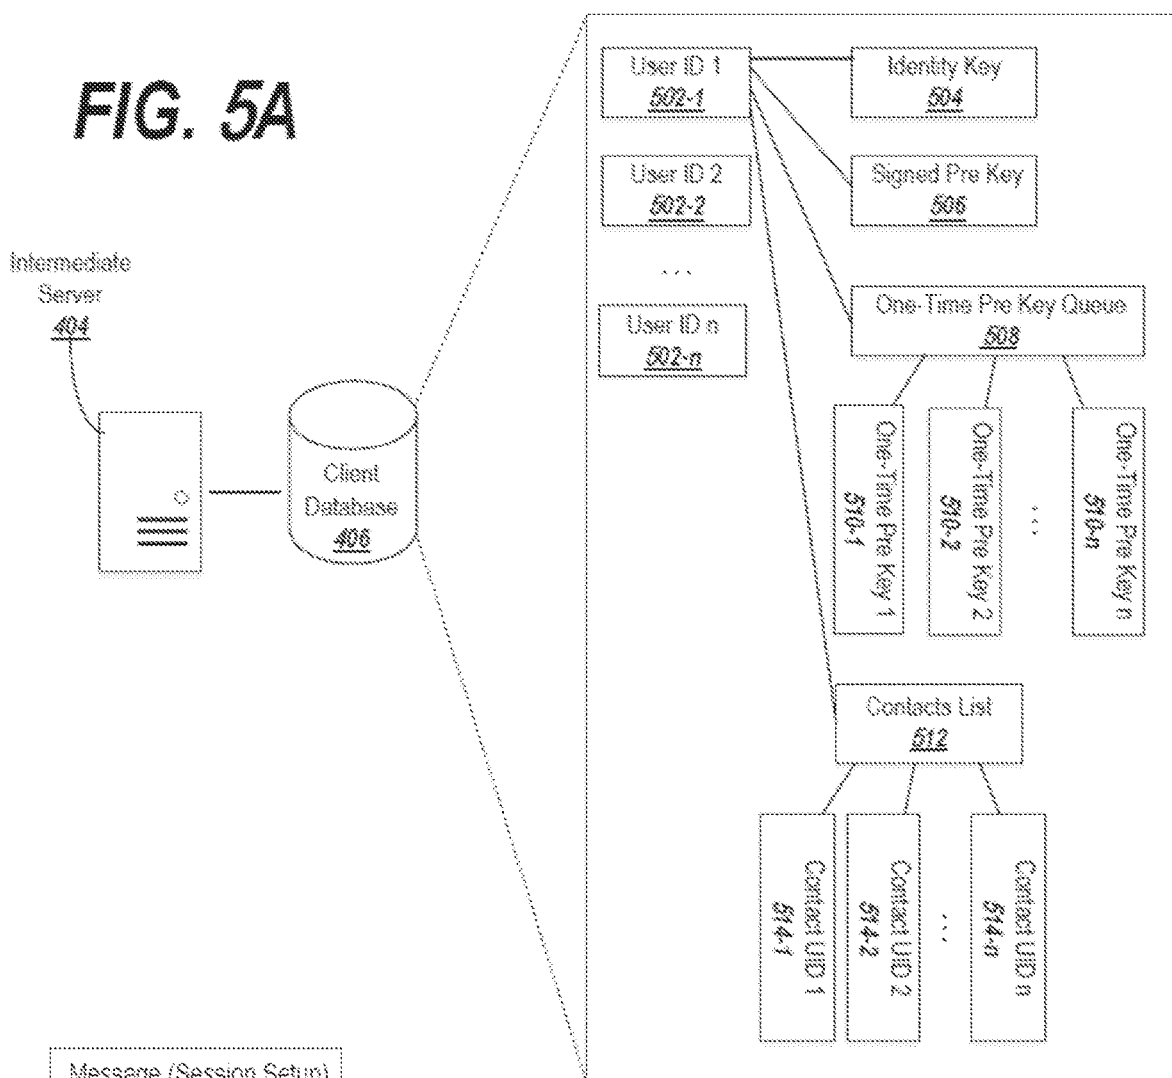 FIG. 5A
Intermediate
Server
404
Client
Database
406
User ID 1
502-1
User ID 2
502-2
...
User ID n
502-n
Identity Key
504
Signed Pre Key
506
One-Time Pre Key Queue
508
One-Time Pre Key 1
510-1
One-Time Pre Key 2
510-2
...
One-Time Pre Key n
510-n
Contacts List
512
Contact UID 1
514-1
Contact UID 2
514-2
...
Contact UID n
514-n
Message (Session Setup)